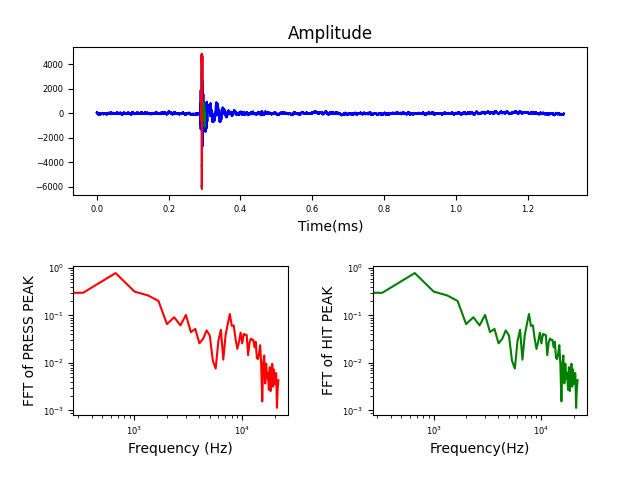 Amplitude
4000
2000
0
−2000
−4000
−6000
0.0 0.2 0.4 0.6 0.8 1.0 1.2
Time(ms)
FFT of PRESS PEAK
10⁰
10⁻¹
10⁻²
10⁻³
10³ 10⁴
Frequency (Hz)
FFT of HIT PEAK
10⁰
10⁻¹
10⁻²
10⁻³
10³ 10⁴
Frequency(Hz)